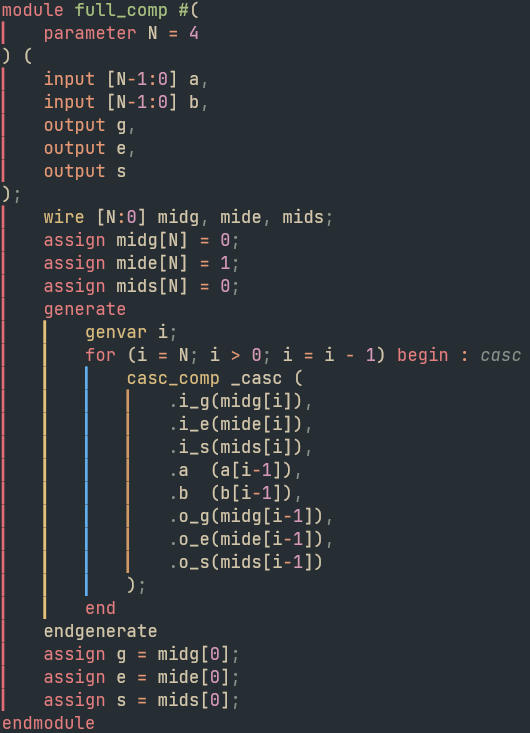 module full_comp #(
    parameter N = 4
) (
    input [N-1:0] a,
    input [N-1:0] b,
    output g,
    output e,
    output s
);
    wire [N:0] midg, mide, mids;
    assign midg[N] = 0;
    assign mide[N] = 1;
    assign mids[N] = 0;
    generate
        genvar i;
        for (i = N; i > 0; i = i - 1) begin : casc
            casc_comp _casc (
                .i_g(midg[i]),
                .i_e(mide[i]),
                .i_s(mids[i]),
                .a  (a[i-1]),
                .b  (b[i-1]),
                .o_g(midg[i-1]),
                .o_e(mide[i-1]),
                .o_s(mids[i-1])
            );
        end
    endgenerate
    assign g = midg[0];
    assign e = mide[0];
    assign s = mids[0];
endmodule